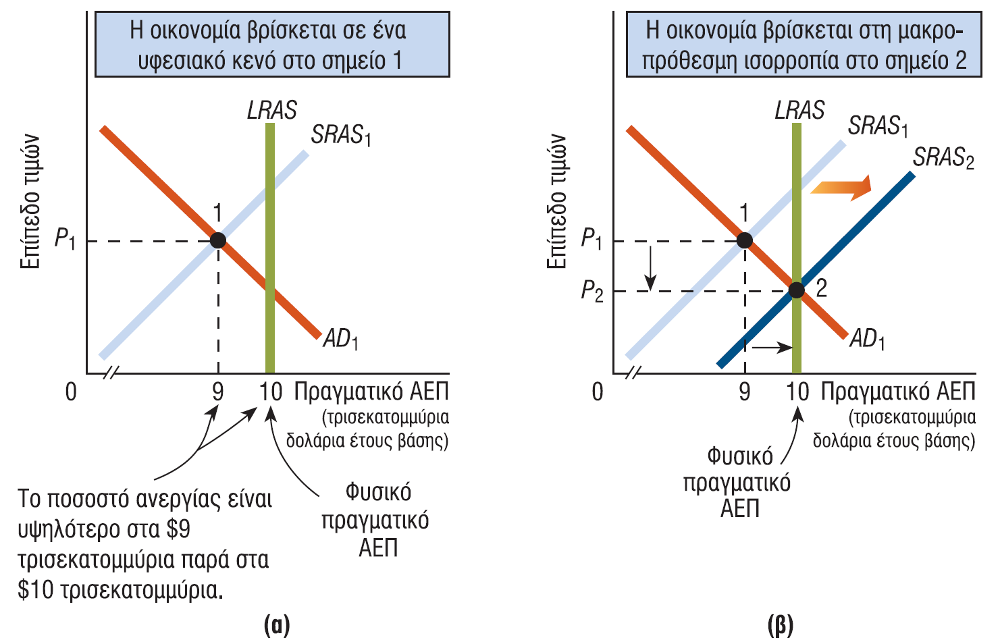 Η οικονομία βρίσκεται σε ένα
υφεσιακό κενό στο σημείο 1
LRAS
SRAS1
Επίπεδο τιμών
1
P1
AD1
0
9
10
Πραγματικό ΑΕΠ
(τρισεκατομμύρια
δολάρια έτους βάσης)
Το ποσοστό ανεργίας είναι
υψηλότερο στα $9
τρισεκατομμύρια παρά στα
$10 τρισεκατομμύρια.
Φυσικό
πραγματικό
ΑΕΠ
(α)
Η οικονομία βρίσκεται στη μακρο-
πρόθεσμη ισορροπία στο σημείο 2
LRAS
SRAS1
SRAS2
Επίπεδο τιμών
1
P1
P2
2
AD1
0
9
10
Πραγματικό ΑΕΠ
(τρισεκατομμύρια
δολάρια έτους βάσης)
Φυσικό
πραγματικό
ΑΕΠ
(β)